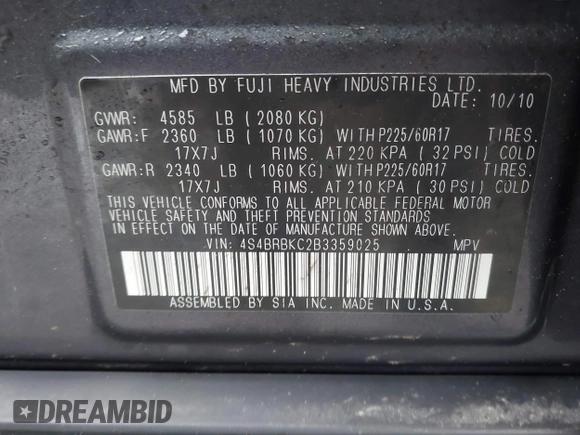 MFD BY FUJI HEAVY INDUSTRIES LTD.
DATE: 10/10
GVWR: 4585 LB (2080 KG)
GAWR:F 2360 LB (1070 KG) WITH P225/60R17 TIRES.
17X7J RIMS. AT 220 KPA (32 PSI) COLD
GAWR:R 2340 LB (1060 KG) WITH P225/60R17 TIRES.
17X7J RIMS. AT 210 KPA (30 PSI) COLD
THIS VEHICLE CONFORMS TO ALL APPLICABLE FEDERAL MOTOR
VEHICLE SAFETY AND THEFT PREVENTION STANDARDS
IN EFFECT ON THE DATE OF MANUFACTURE SHOWN ABOVE.
VIN: 4S4BRBKC2B3359025 MPV
ASSEMBLED BY SIA INC. MADE IN U.S.A.
DREAMBID